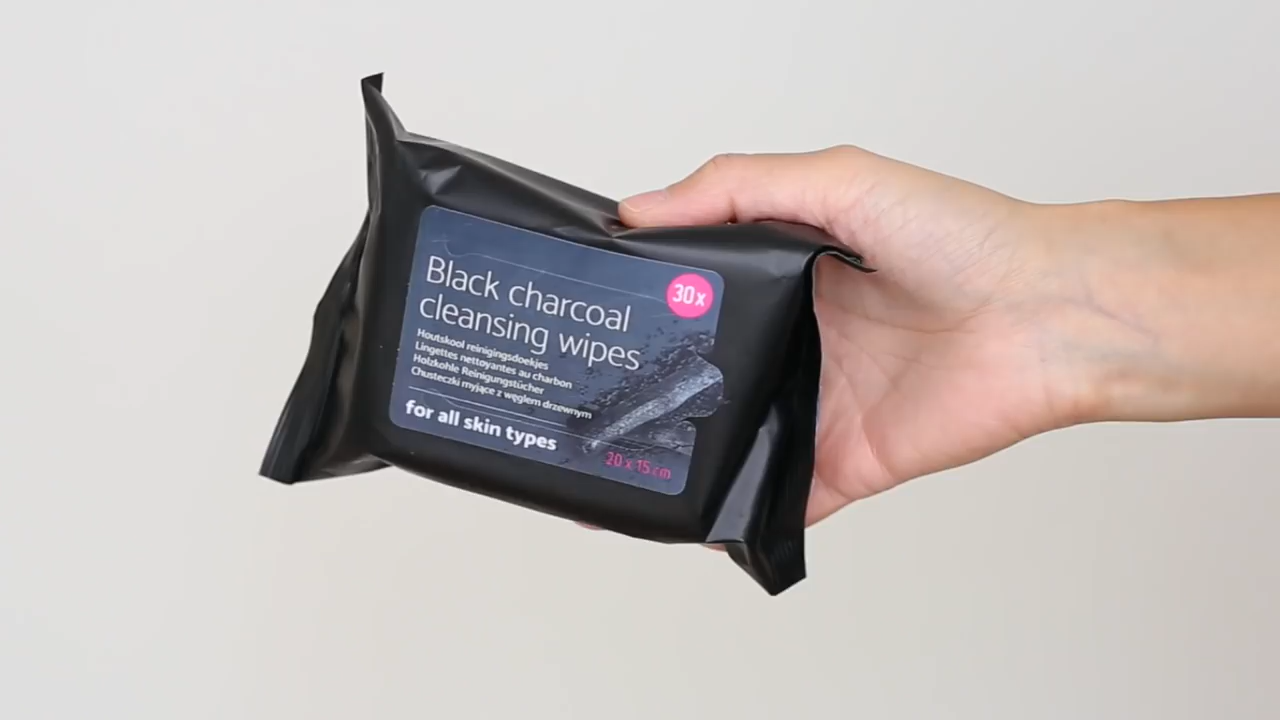 30x
Black charcoal
cleansing wipes
Houtskool reinigingsdoekjes
Lingettes nettoyantes au charbon
Holzkohle Reinigungstücher
Chusteczki myjące z węglem drzewnym
for all skin types
20 x 15 cm